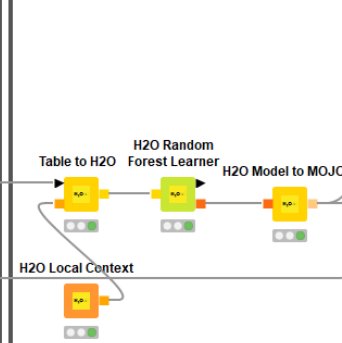 H2O Random
Table to H2O Forest Learner
H2O Model to MOJO
H2O Local Context